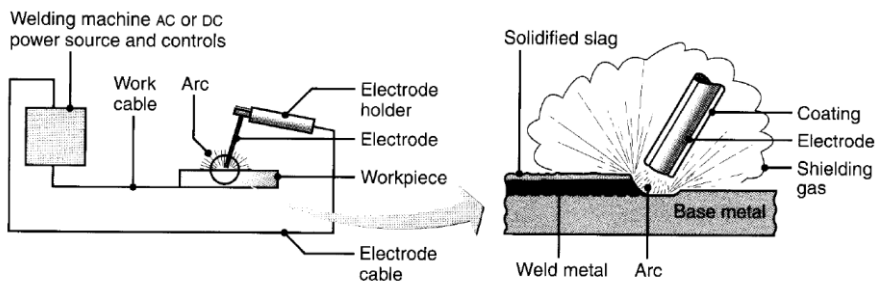 Welding machine AC or DC
power source and controls
Work
cable
Arc
Electrode
holder
Electrode
Workpiece
Electrode
cable
Solidified slag
Coating
Electrode
Shielding
gas
Base metal
Weld metal
Arc